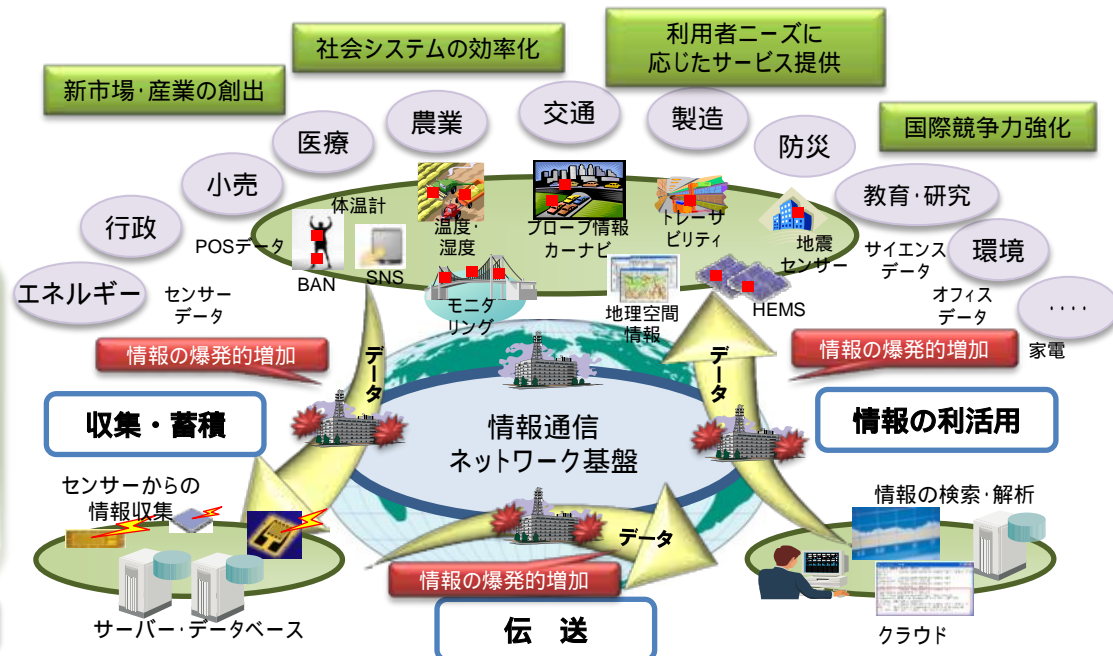 社会システムの効率化
利用者ニーズに
応じたサービス提供
新市場･産業の創出
国際競争力強化
エネルギー
行政
小売
医療
農業
交通
製造
防災
教育･研究
環境
････
センサー
データ
POSデータ
体温計
BAN
SNS
温度･
湿度
モニタ
リング
プローブ情報
カーナビ
トレーサ
ビリティ
地理空間
情報
地震
センサー
HEMS
サイエンス
データ
オフィス
データ
家電
情報の爆発的増加
情報の爆発的増加
データ
データ
収集・蓄積
情報通信
ネットワーク基盤
情報の利活用
センサーからの
情報収集
サーバー･データベース
データ
情報の爆発的増加
伝　送
情報の検索･解析
クラウド